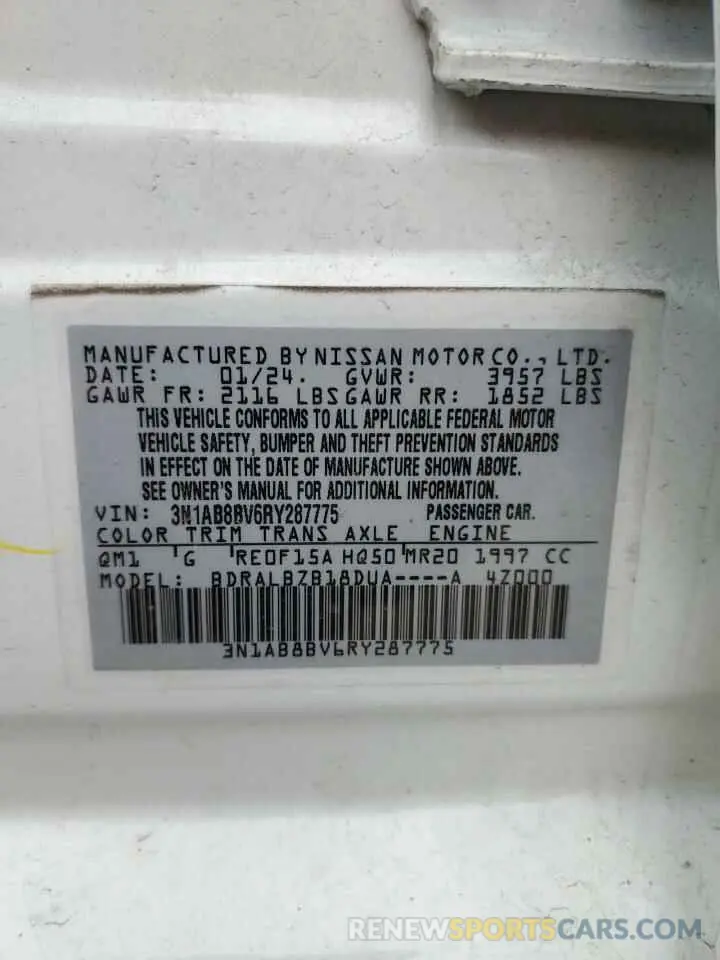 MANUFACTURED BY NISSAN MOTOR CO., LTD.
DATE: 01/24. GVWR: 3957 LBS
GAWR FR: 2116 LBS GAWR RR: 1852 LBS
THIS VEHICLE CONFORMS TO ALL APPLICABLE FEDERAL MOTOR
VEHICLE SAFETY, BUMPER AND THEFT PREVENTION STANDARDS
IN EFFECT ON THE DATE OF MANUFACTURE SHOWN ABOVE.
SEE OWNER'S MANUAL FOR ADDITIONAL INFORMATION.
VIN: 3N1AB8BV6RY287775 PASSENGER CAR.
COLOR TRIM TRANS AXLE ENGINE
QM1 G RE0F15A HQ50 MR20 1997 CC
MODEL: BDRALBZB18DUA----A 4Z000
3N1AB8BV6RY287775
RENEWSPORTSCARS.COM